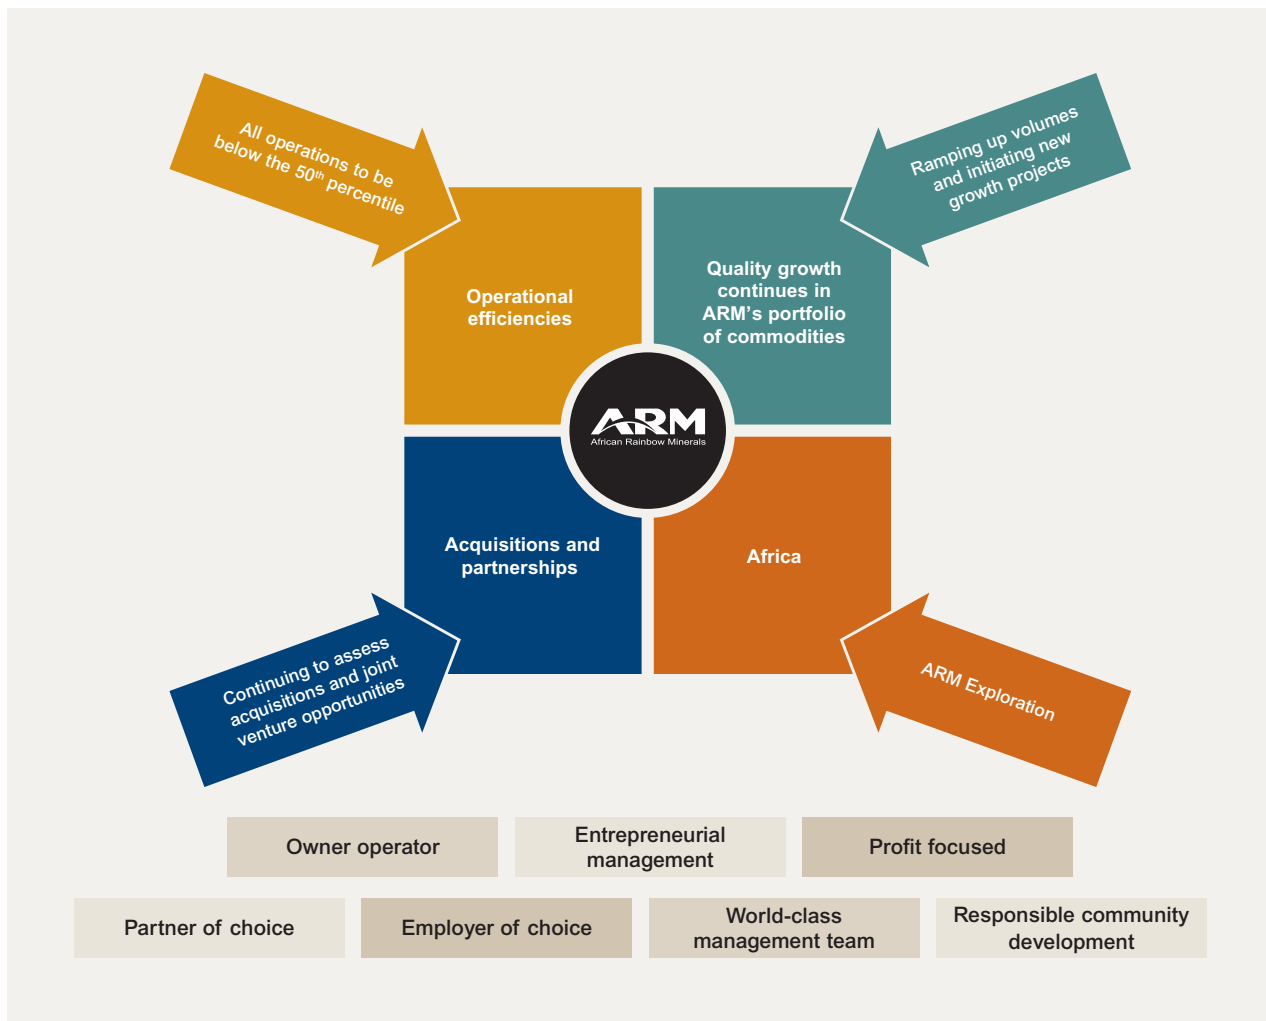 All operations to be
below the 50th percentile
Ramping up volumes
and initiating new
growth projects
Operational
efficiencies
Quality growth
continues in
ARM's portfolio
of commodities
ARM
African Rainbow Minerals
Acquisitions and
partnerships
Africa
Continuing to assess
acquisitions and joint
venture opportunities
ARM Exploration
Owner operator
Entrepreneurial
management
Profit focused
Partner of choice
Employer of choice
World-class
management team
Responsible community
development